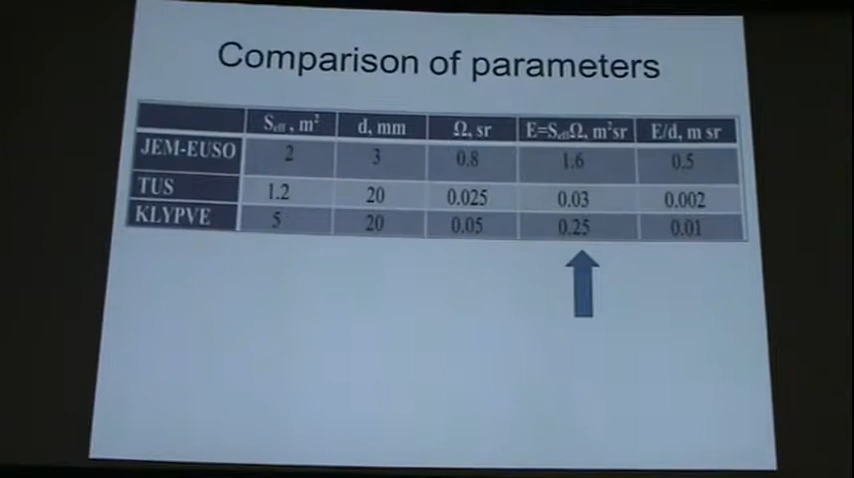 Comparison of parameters
Seff , m² d, mm Ω, sr E=SeffΩ, m²sr E/d, m sr
JEM-EUSO 2 3 0.8 1.6 0.5
TUS 1.2 20 0.025 0.03 0.002
KLYPVE 5 20 0.05 0.25 0.01